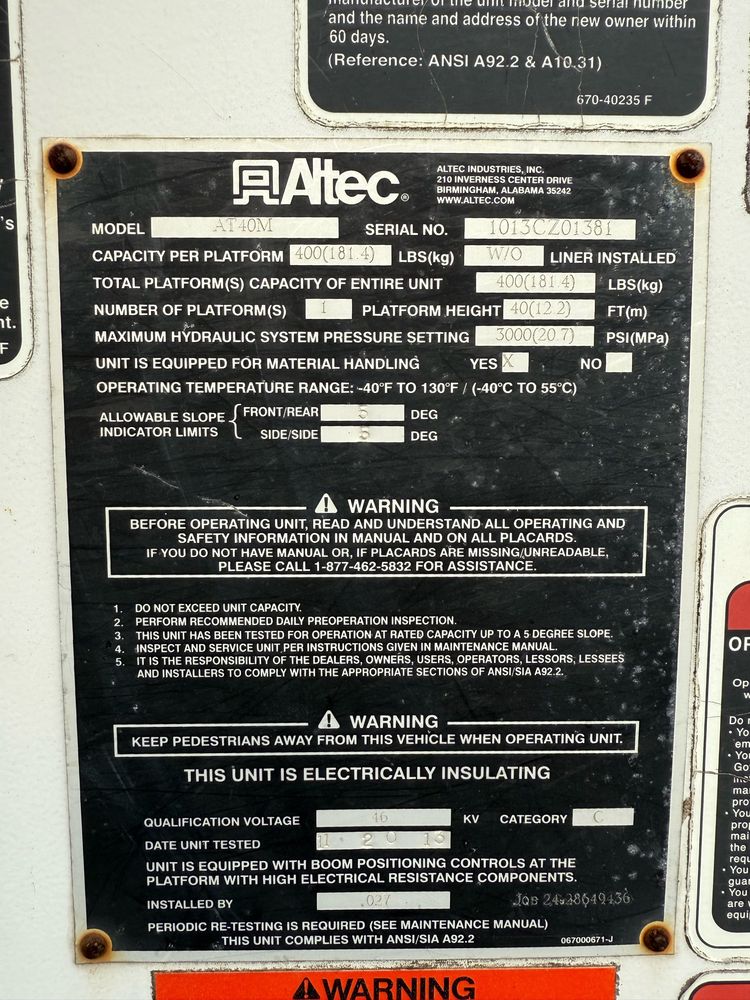 manufacturer of the unit model and serial number
and the name and address of the new owner within
60 days.
(Reference: ANSI A92.2 & A10.31)
670-40235 F
Altec®
ALTEC INDUSTRIES, INC.
210 INVERNESS CENTER DRIVE
BIRMINGHAM, ALABAMA 35242
WWW.ALTEC.COM
MODEL AT40M SERIAL NO. 1013CZ01381
CAPACITY PER PLATFORM 400(181.4) LBS(kg) W/O LINER INSTALLED
TOTAL PLATFORM(S) CAPACITY OF ENTIRE UNIT 400(181.4) LBS(kg)
NUMBER OF PLATFORM(S) 1 PLATFORM HEIGHT 40(12.2) FT(m)
MAXIMUM HYDRAULIC SYSTEM PRESSURE SETTING 3000(20.7) PSI(MPa)
UNIT IS EQUIPPED FOR MATERIAL HANDLING YES X NO
OPERATING TEMPERATURE RANGE: -40°F TO 130°F / (-40°C TO 55°C)
ALLOWABLE SLOPE INDICATOR LIMITS { FRONT/REAR 5 DEG
SIDE/SIDE 5 DEG
⚠ WARNING
BEFORE OPERATING UNIT, READ AND UNDERSTAND ALL OPERATING AND
SAFETY INFORMATION IN MANUAL AND ON ALL PLACARDS.
IF YOU DO NOT HAVE MANUAL OR, IF PLACARDS ARE MISSING/UNREADABLE,
PLEASE CALL 1-877-462-5832 FOR ASSISTANCE.
1. DO NOT EXCEED UNIT CAPACITY.
2. PERFORM RECOMMENDED DAILY PREOPERATION INSPECTION.
3. THIS UNIT HAS BEEN TESTED FOR OPERATION AT RATED CAPACITY UP TO A 5 DEGREE SLOPE.
4. INSPECT AND SERVICE UNIT PER INSTRUCTIONS GIVEN IN MAINTENANCE MANUAL.
5. IT IS THE RESPONSIBILITY OF THE DEALERS, OWNERS, USERS, OPERATORS, LESSORS, LESSEES
AND INSTALLERS TO COMPLY WITH THE APPROPRIATE SECTIONS OF ANSI/SIA A92.2.
⚠ WARNING
KEEP PEDESTRIANS AWAY FROM THIS VEHICLE WHEN OPERATING UNIT.
THIS UNIT IS ELECTRICALLY INSULATING
QUALIFICATION VOLTAGE 46 KV CATEGORY C
DATE UNIT TESTED 11 20 13
UNIT IS EQUIPPED WITH BOOM POSITIONING CONTROLS AT THE
PLATFORM WITH HIGH ELECTRICAL RESISTANCE COMPONENTS.
INSTALLED BY .027
PERIODIC RE-TESTING IS REQUIRED (SEE MAINTENANCE MANUAL)
THIS UNIT COMPLIES WITH ANSI/SIA A92.2 067000671-J
⚠WARNING